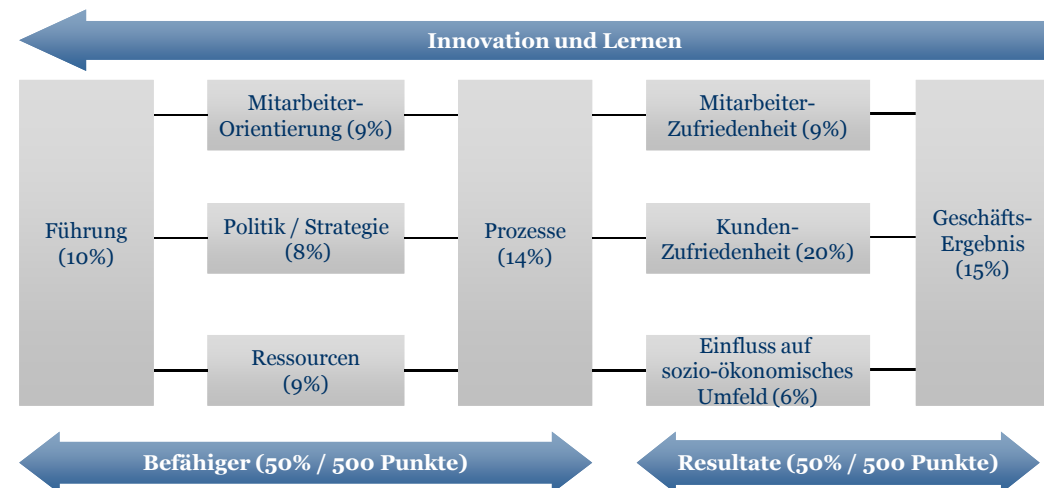 Innovation und Lernen
Führung
(10%)
Mitarbeiter-
Orientierung (9%)
Politik / Strategie
(8%)
Ressourcen
(9%)
Prozesse
(14%)
Mitarbeiter-
Zufriedenheit (9%)
Kunden-
Zufriedenheit (20%)
Einfluss auf
sozio-ökonomisches
Umfeld (6%)
Geschäfts-
Ergebnis
(15%)
Befähiger (50% / 500 Punkte)
Resultate (50% / 500 Punkte)